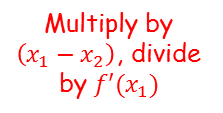 Multiply by
(x₁ − x₂), divide
by f′(x₁)